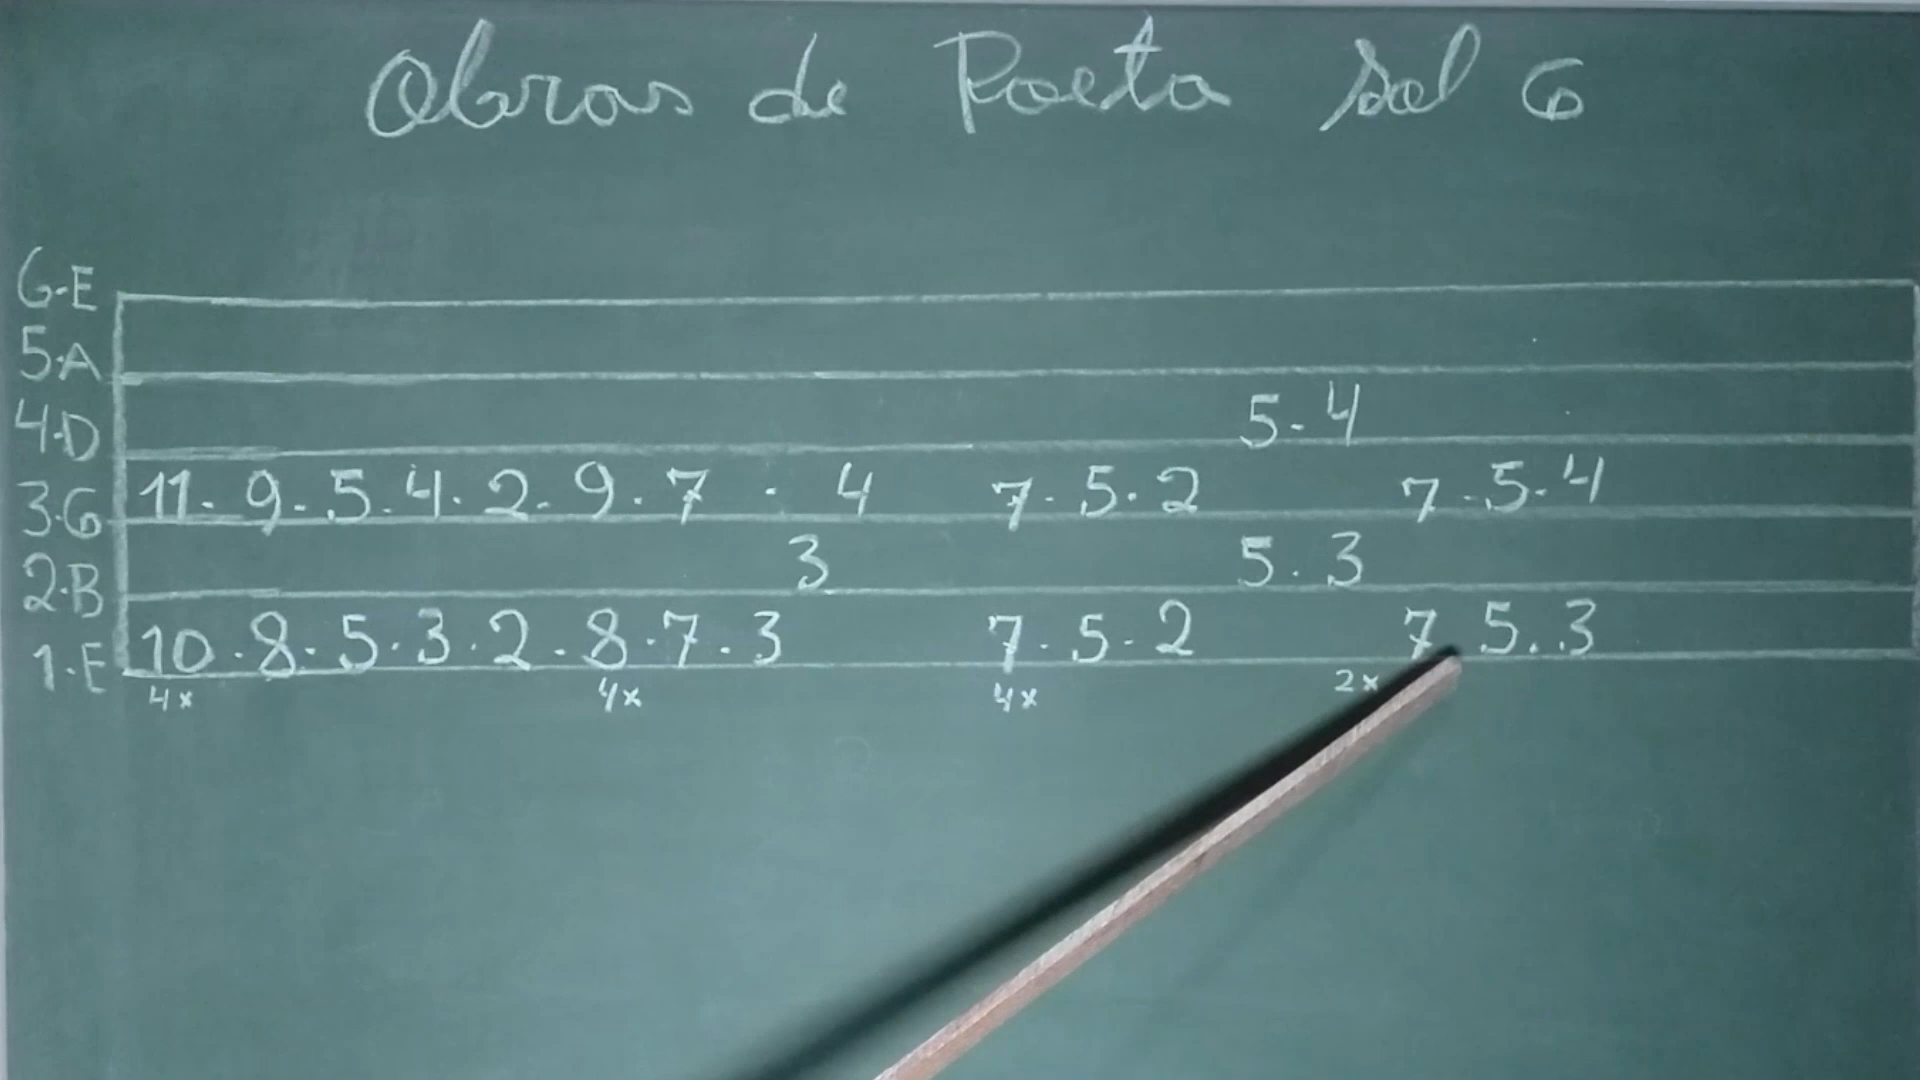 Obras de Poeta Sol G
6.E
5.A
4.D 5.4
3.G 11.9.5.4.2.9.7.4 7.5.2 7.5.4
2.B 3 5.3
1.E 10.8.5.3.2.8.7.3 7.5.2 7.5.3
4x 4x 4x 2x